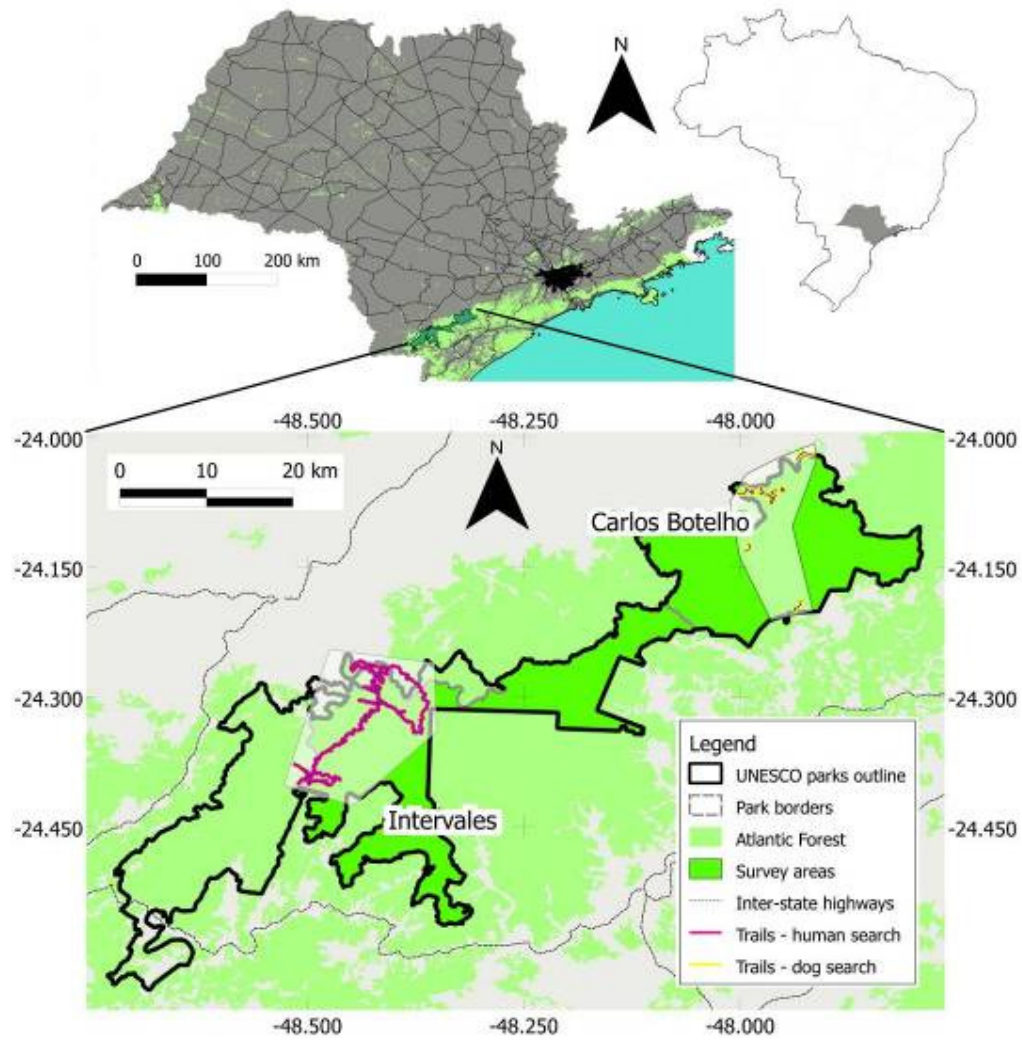 N
0 100 200 km
-48.500 -48.250 -48.000
-24.000 -24.000
0 10 20 km
N
Carlos Botelho
-24.150 -24.150
-24.300 -24.300
Legend
UNESCO parks outline
Park borders
-24.450 -24.450
Intervales
Atlantic Forest
Survey areas
Inter-state highways
Trails - human search
Trails - dog search
-48.500 -48.250 -48.000